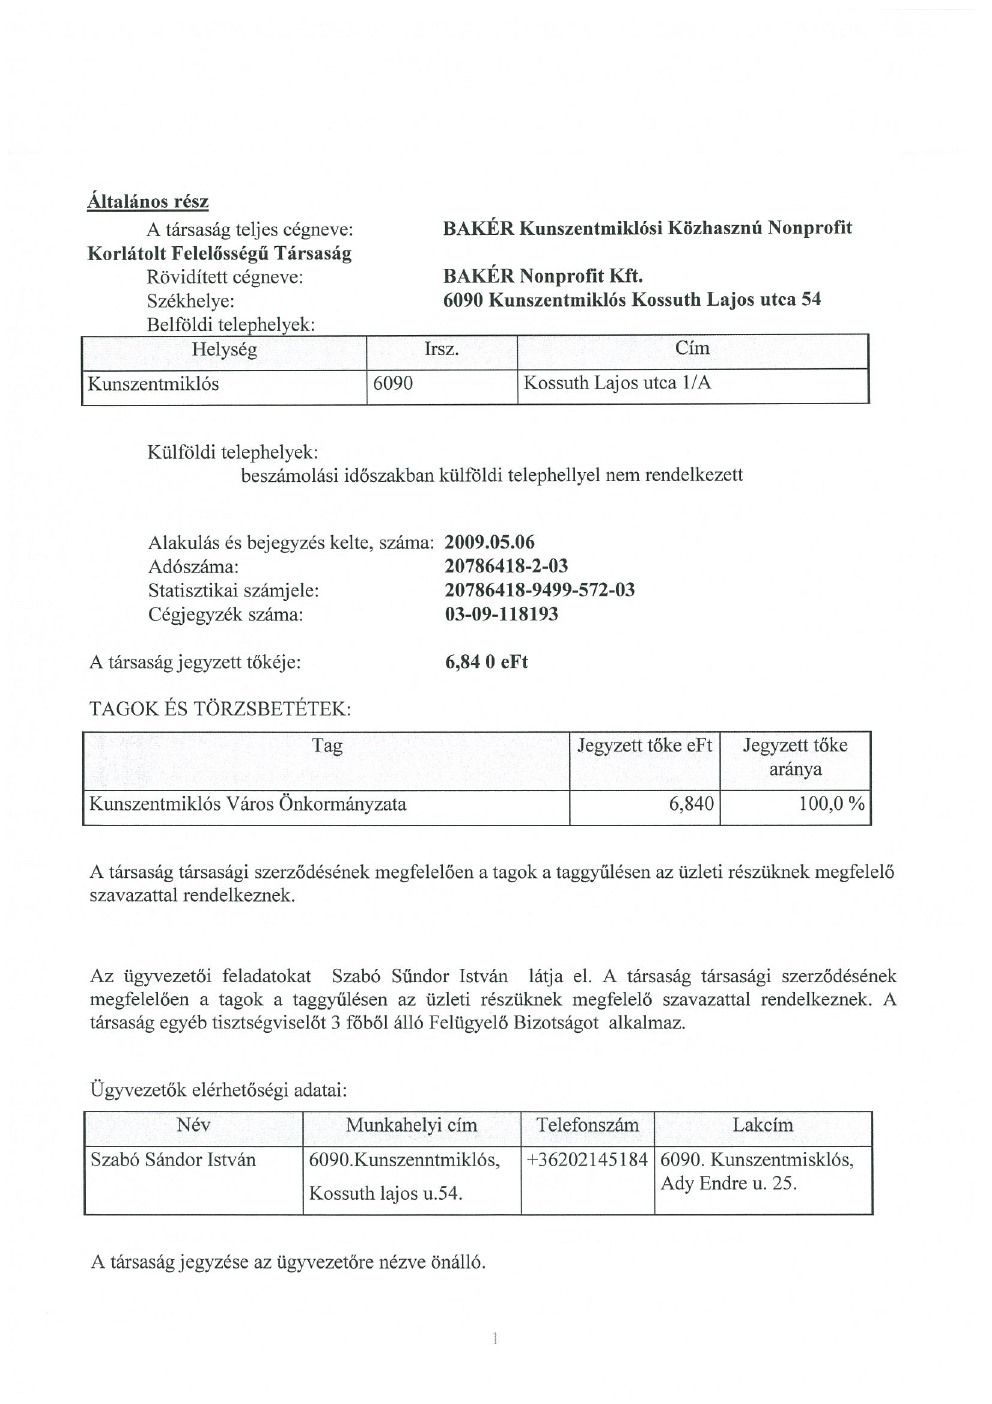 Általános rész
A társaság teljes cégneve: BAKÉR Kunszentmiklósi Közhasznú Nonprofit
Korlátolt Felelősségű Társaság
Rövidített cégneve: BAKÉR Nonprofit Kft.
Székhelye: 6090 Kunszentmiklós Kossuth Lajos utca 54
Belföldi telephelyek:
Helység Irsz. Cím
Kunszentmiklós 6090 Kossuth Lajos utca 1/A
Külföldi telephelyek:
beszámolási időszakban külföldi telephellyel nem rendelkezett
Alakulás és bejegyzés kelte, száma: 2009.05.06
Adószáma: 20786418-2-03
Statisztikai számjele: 20786418-9499-572-03
Cégjegyzék száma: 03-09-118193
A társaság jegyzett tőkéje: 6,84 0 eFt
TAGOK ÉS TÖRZSBETÉTEK:
Tag Jegyzett tőke eFt Jegyzett tőke
aránya
Kunszentmiklós Város Önkormányzata 6,840 100,0 %
A társaság társasági szerződésének megfelelően a tagok a taggyűlésen az üzleti részüknek megfelelő
szavazattal rendelkeznek.
Az ügyvezetői feladatokat Szabó Sűndor István látja el. A társaság társasági szerződésének
megfelelően a tagok a taggyűlésen az üzleti részüknek megfelelő szavazattal rendelkeznek. A
társaság egyéb tisztségviselőt 3 főből álló Felügyelő Bizotságot alkalmaz.
Ügyvezetők elérhetőségi adatai:
Név Munkahelyi cím Telefonszám Lakcím
Szabó Sándor István 6090.Kunszenntmiklós, +36202145184 6090. Kunszentmisklós,
Kossuth lajos u.54. Ady Endre u. 25.
A társaság jegyzése az ügyvezetőre nézve önálló.
1